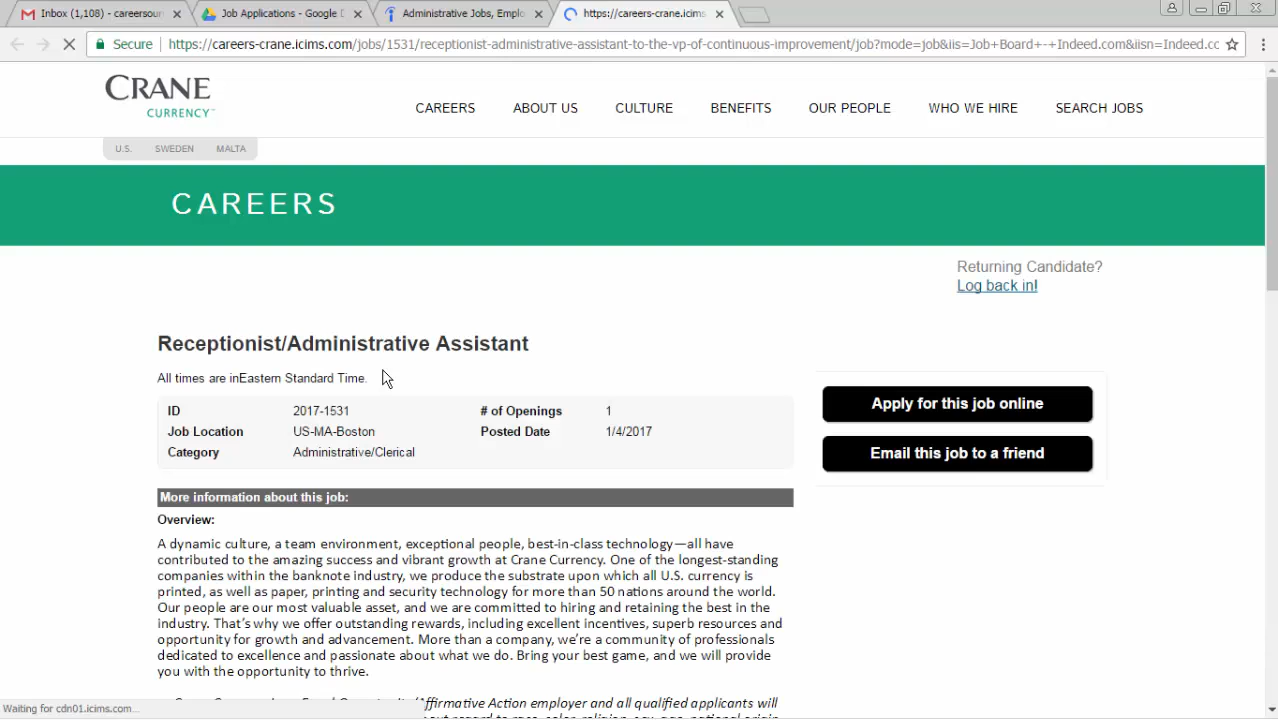 Inbox (1,108) - careersour
Job Applications - Google D
Administrative Jobs, Emplo
https://careers-crane.icims
Secure
https://careers-crane.icims.com/jobs/1531/receptionist-administrative-assistant-to-the-vp-of-continuous-improvement/job?mode=job&iis=Job+Board+-+Indeed.com&iisn=Indeed.co
CRANE
CURRENCY™
CAREERS
ABOUT US
CULTURE
BENEFITS
OUR PEOPLE
WHO WE HIRE
SEARCH JOBS
U.S.
SWEDEN
MALTA
CAREERS
Returning Candidate?
Log back in!
Receptionist/Administrative Assistant
All times are inEastern Standard Time.
ID 2017-1531 # of Openings 1
Job Location US-MA-Boston Posted Date 1/4/2017
Category Administrative/Clerical
Apply for this job online
Email this job to a friend
More information about this job:
Overview:
A dynamic culture, a team environment, exceptional people, best-in-class technology—all have
contributed to the amazing success and vibrant growth at Crane Currency. One of the longest-standing
companies within the banknote industry, we produce the substrate upon which all U.S. currency is
printed, as well as paper, printing and security technology for more than 50 nations around the world.
Our people are our most valuable asset, and we are committed to hiring and retaining the best in the
industry. That's why we offer outstanding rewards, including excellent incentives, superb resources and
opportunity for growth and advancement. More than a company, we're a community of professionals
dedicated to excellence and passionate about what we do. Bring your best game, and we will provide
you with the opportunity to thrive.
Affirmative Action employer and all qualified applicants will
Waiting for cdn01.icims.com...